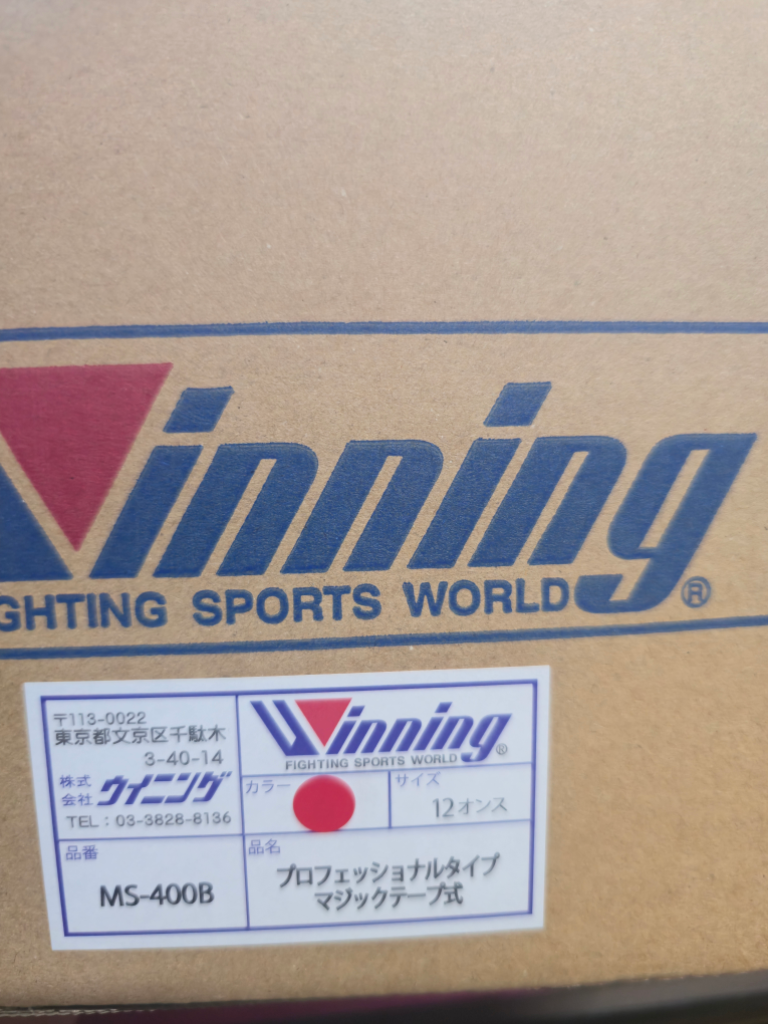 Winning
FIGHTING SPORTS WORLD®
〒113-0022
東京都文京区千駄木
3-40-14
株式
会社 ウイニング
TEL：03-3828-8136
Winning®
FIGHTING SPORTS WORLD
カラー
サイズ
12オンス
品番
MS-400B
品名
プロフェッショナルタイプ
マジックテープ式